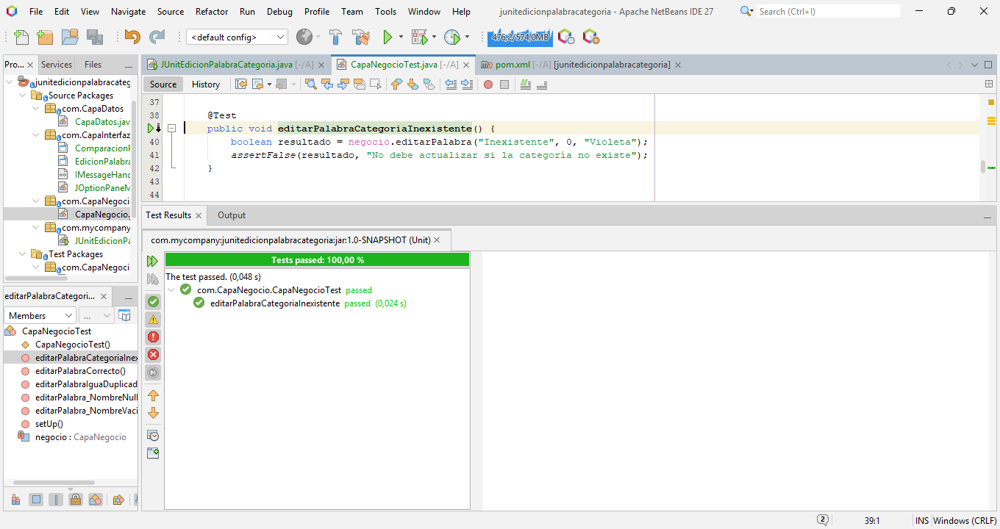 File Edit View Navigate Source Refactor Run Debug Profile Team Tools Window Help junitedicionpalabracategoria - Apache NetBeans IDE 27 Search (Ctrl+I)
<default config> 476,2/574,0MB
Pro... Services Files
JUnitEdicionPalabraCategoria.java [-/A] CapaNegocioTest.java [-/A] pom.xml [-/A] [junitedicionpalabracategoria]
Source History
junitedicionpalabracateg
Source Packages
com.CapaDatos
CapaDatos.jav
com.CapaInterfaz
ComparacionF
EdicionPalabra
IMessageHand
JOptionPaneM
com.CapaNegoci
CapaNegocio.
com.mycompany
JUnitEdicionPa
Test Packages
com.CapaNegoci
37
38 @Test
public void editarPalabraCategoriaInexistente() {
40 boolean resultado = negocio.editarPalabra("Inexistente", 0, "Violeta");
41 assertFalse(resultado, "No debe actualizar si la categoría no existe");
42 }
43
44
editarPalabraCategori...
Members ...
CapaNegocioTest
CapaNegocioTest()
editarPalabraCategoriaInex
editarPalabraCorrecto()
editarPalabraIguaDuplicad
editarPalabra_NombreNull
editarPalabra_NombreVaci
setUp()
negocio : CapaNegocio
Test Results Output
com.mycompany:junitedicionpalabracategoria:jar:1.0-SNAPSHOT (Unit)
Tests passed: 100,00 %
The test passed. (0,048 s)
com.CapaNegocio.CapaNegocioTest passed
editarPalabraCategoriaInexistente passed (0,024 s)
2 39:1 INS Windows (CRLF)